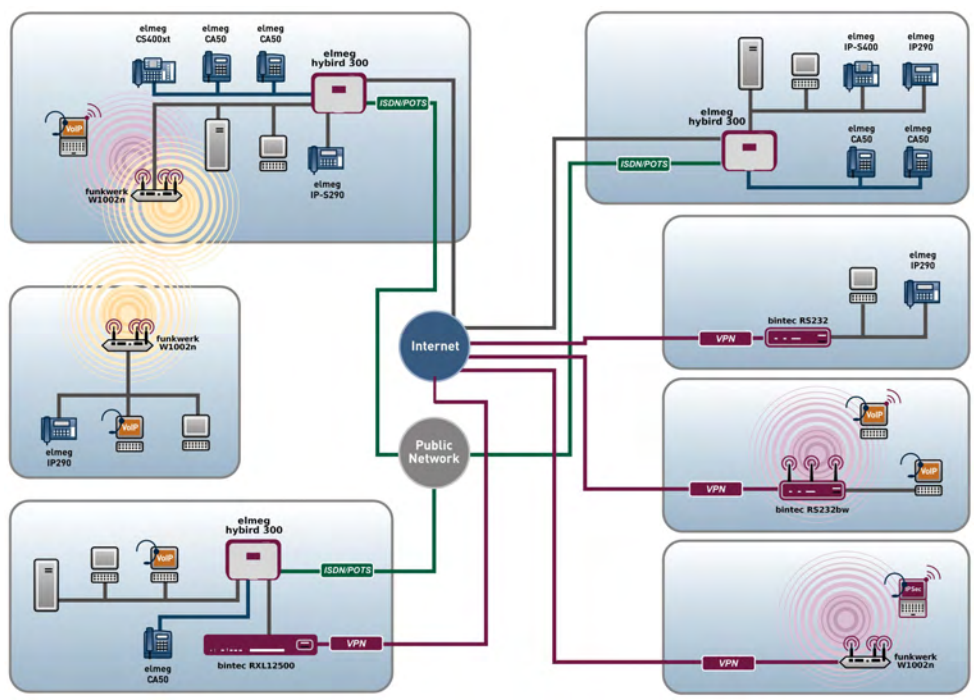 elmeg
CS400xt
elmeg
CA50
elmeg
CA50
elmeg
hybird 300
ISDN/POTS
VoIP
funkwerk
W1002n
elmeg
IP-S290
elmeg
IP-S400
elmeg
IP290
elmeg
hybird 300
ISDN/POTS
elmeg
CA50
elmeg
CA50
elmeg
IP290
bintec RS232
VPN
funkwerk
W1002n
VoIP
elmeg
IP290
Internet
Public
Network
VoIP
VoIP
VPN
bintec RS232bw
elmeg
hybird 300
VoIP
ISDN/POTS
elmeg
CA50
bintec RXL12500
VPN
IPSec
VPN
funkwerk
W1002n